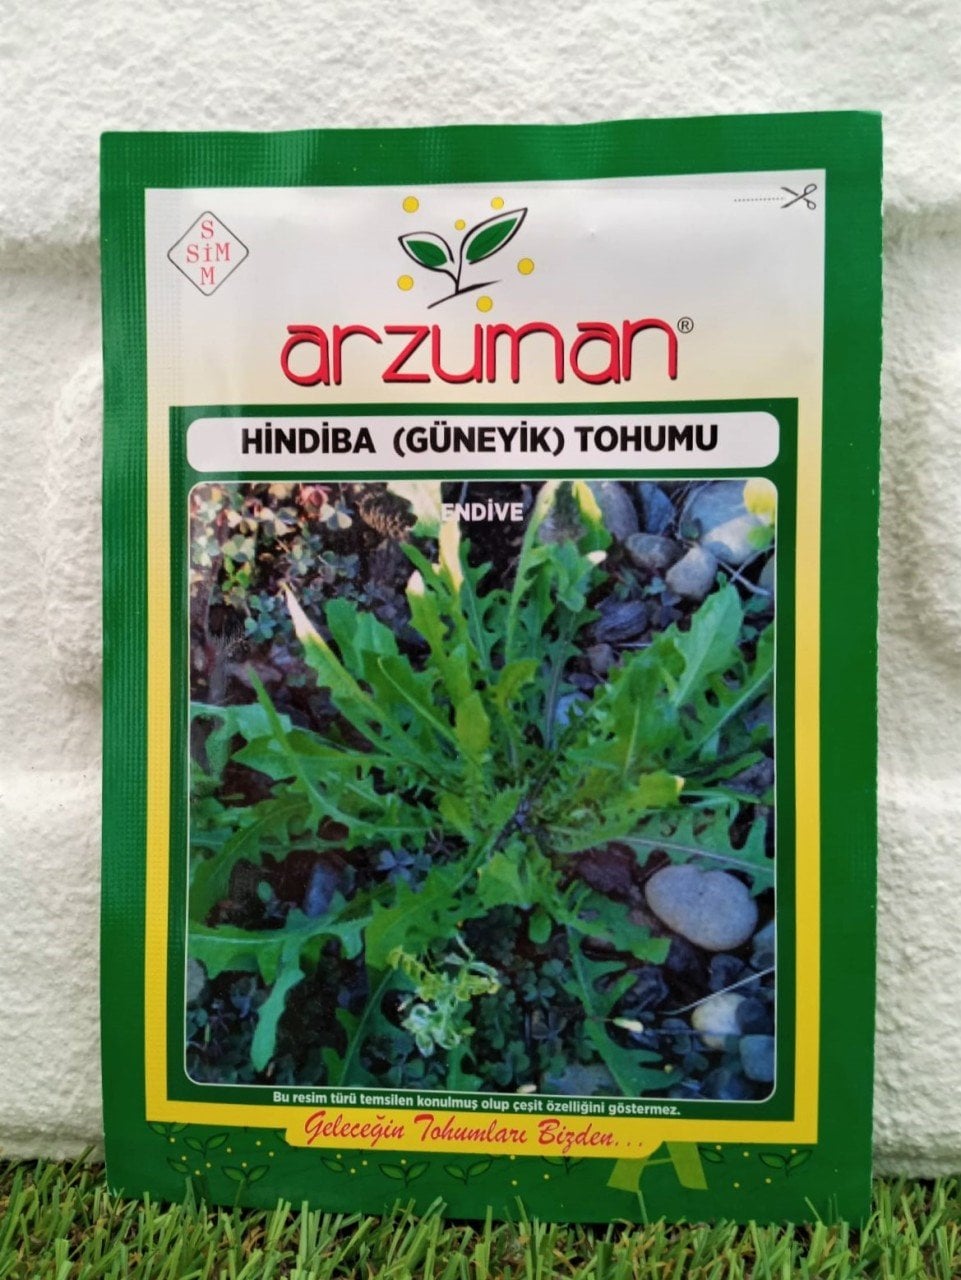 S
SİM
M
arzuman®
HİNDİBA (GÜNEYİK) TOHUMU
ENDİVE
Bu resim türü temsilen konulmuş olup çeşit özelliğini göstermez.
Geleceğin Tohumları Bizden...